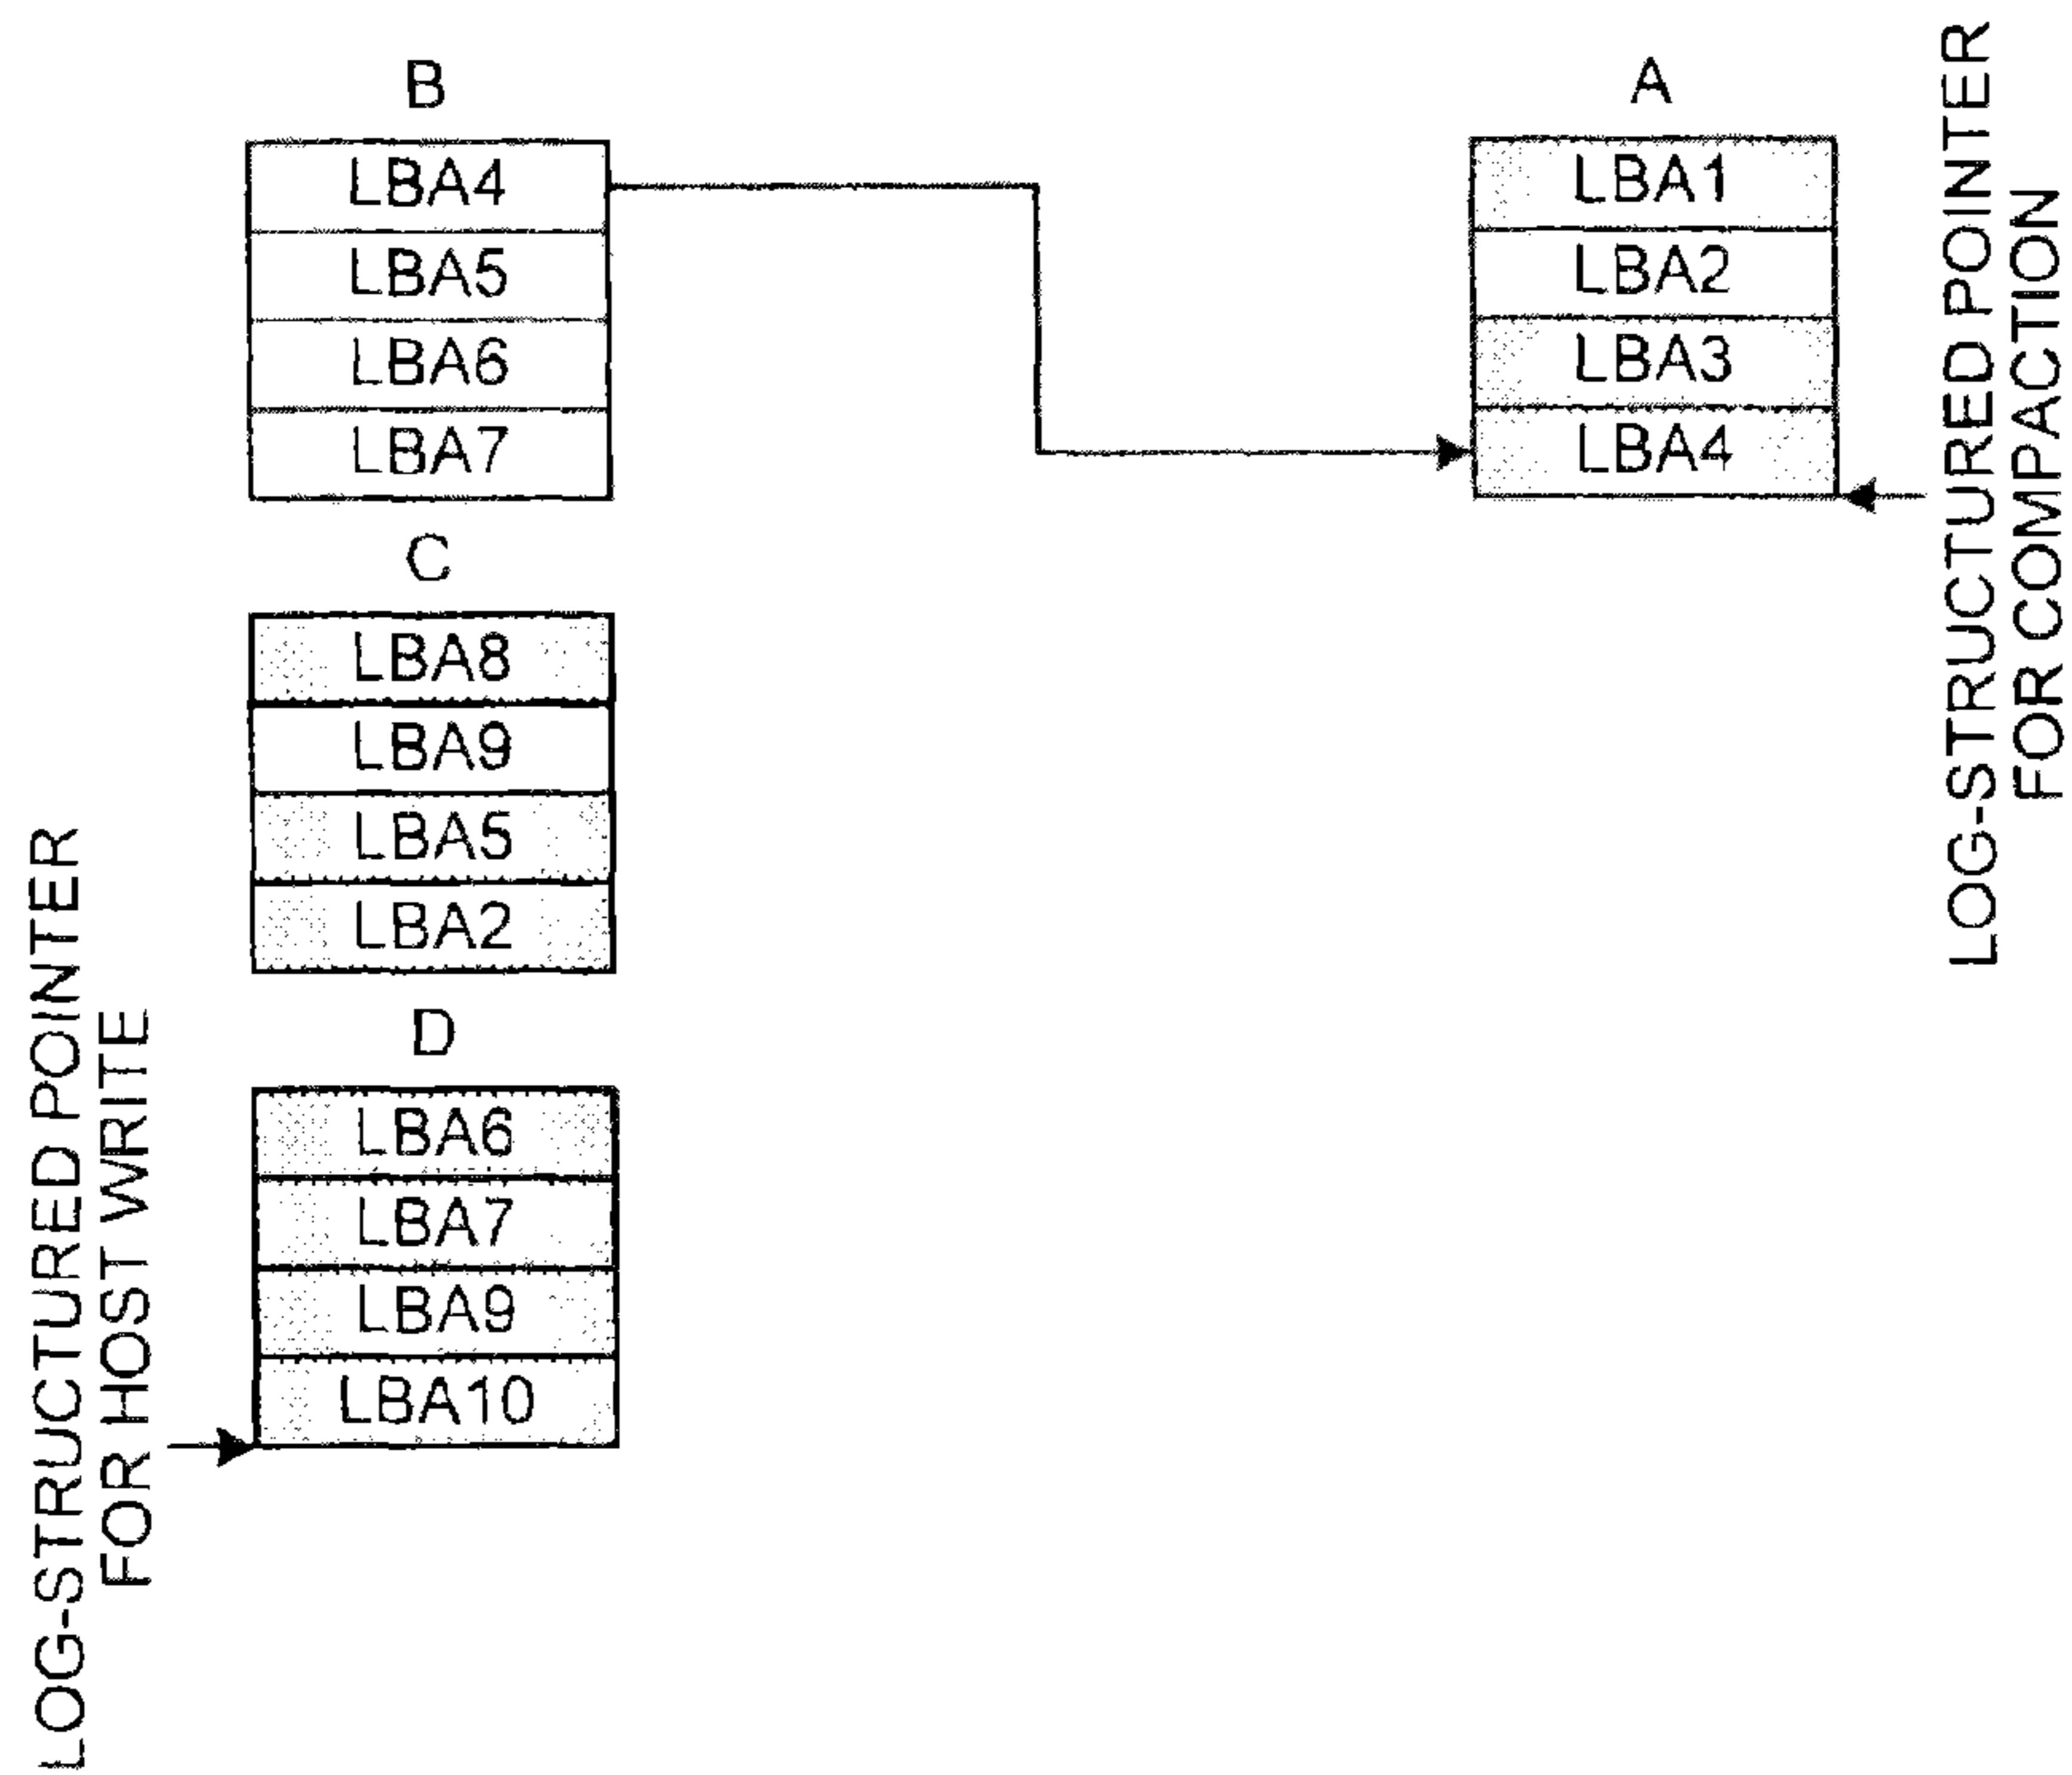 B
LBA4
LBA5
LBA6
LBA7
C
LBA8
LBA9
LBA5
LBA2
D
LBA6
LBA7
LBA9
LBA10
LOG-STRUCTURED POINTER
FOR HOST WRITE
A
LBA1
LBA2
LBA3
LBA4
LOG-STRUCTURED POINTER
FOR COMPACTION